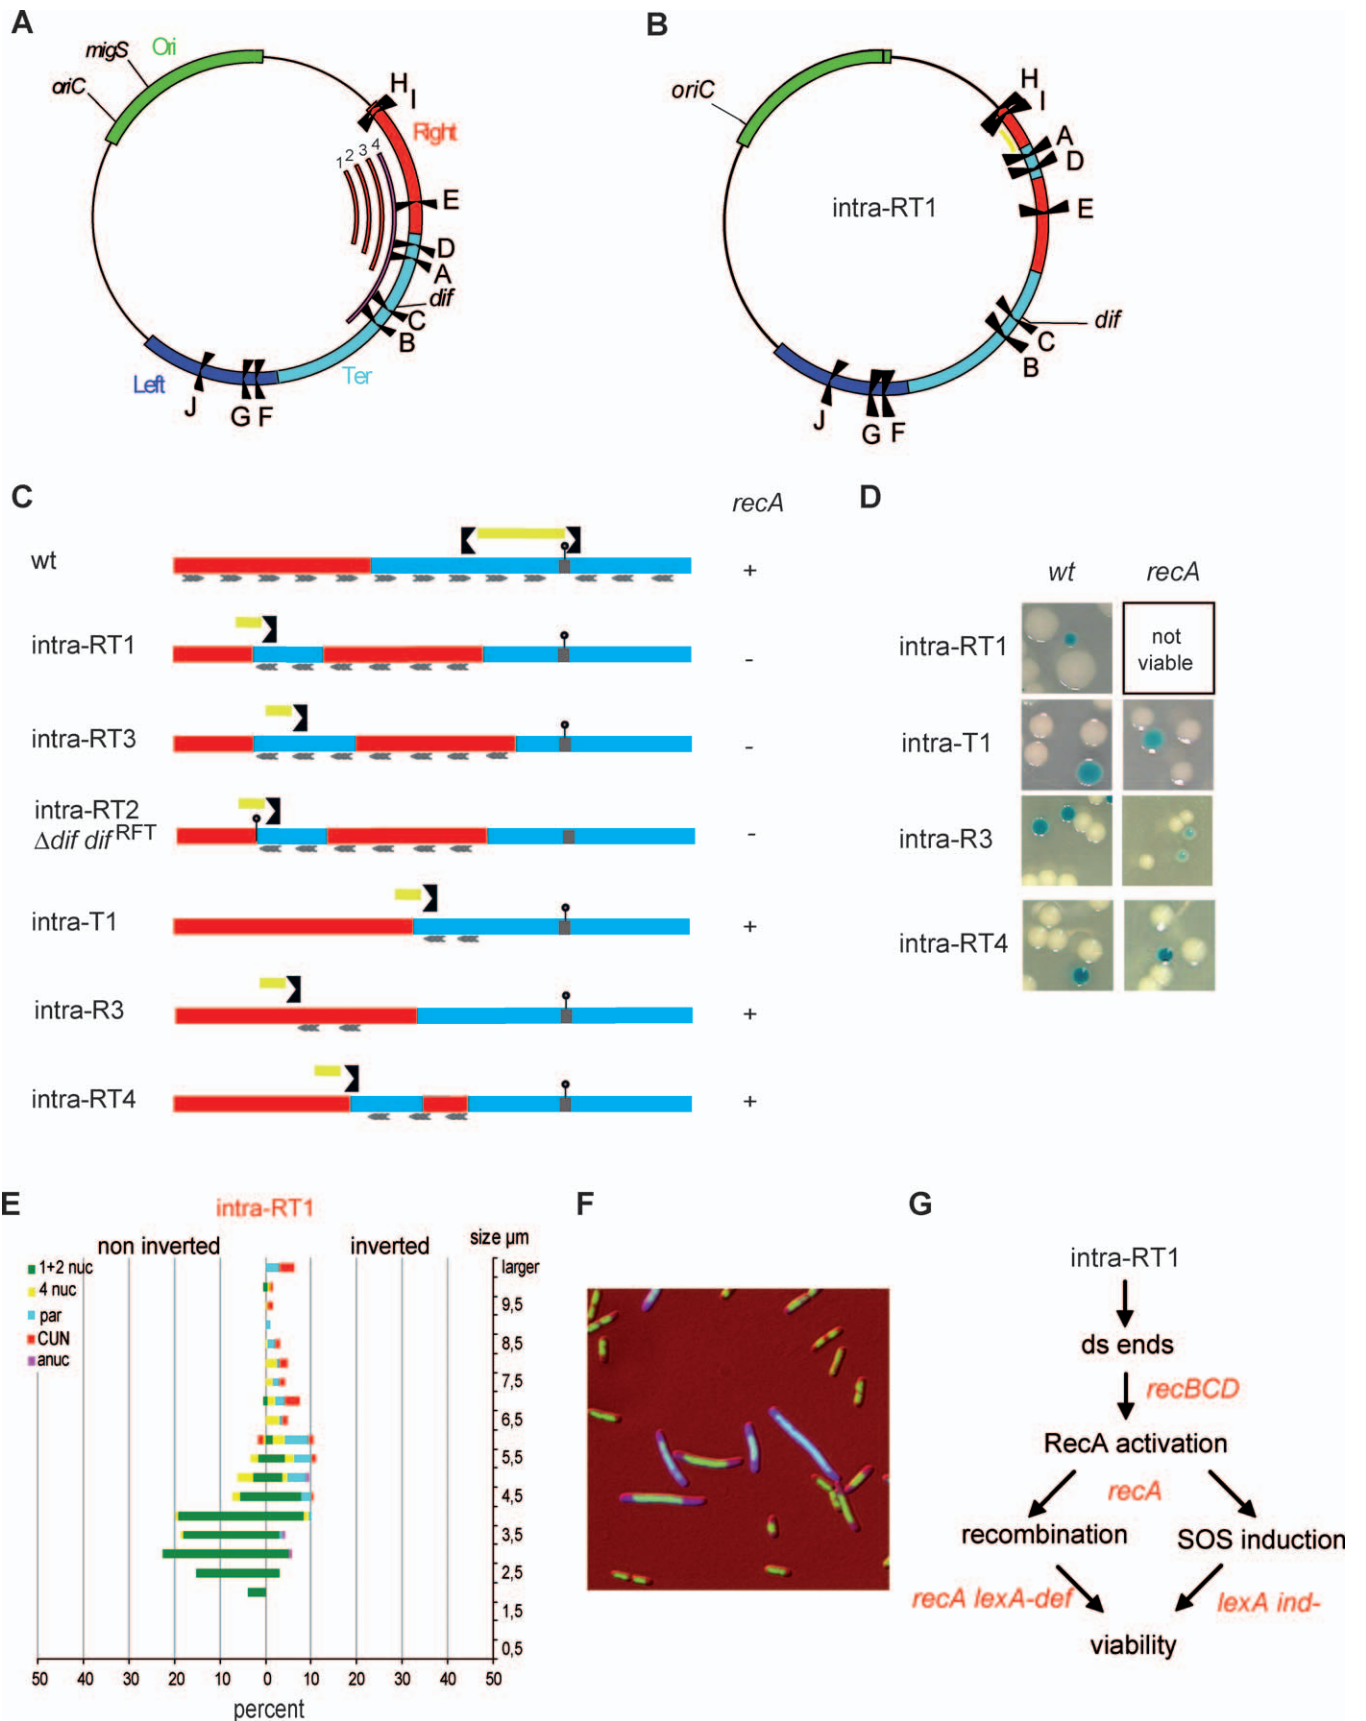 A
migS
Ori
oriC
H
I
Right
1 2 3 4
E
D
A
dif
C
B
Ter
Left
J
G F
B
oriC
H
I
A
D
E
intra-RT1
dif
C
B
J
G F
C
recA
wt
+
intra-RT1
-
intra-RT3
-
intra-RT2
Δdif dif RFT
-
intra-T1
+
intra-R3
+
intra-RT4
+
D
wt recA
intra-RT1
not
viable
intra-T1
intra-R3
intra-RT4
E
intra-RT1
non inverted inverted size µm
1+2 nuc
4 nuc
par
CUN
anuc
larger
9,5
8,5
7,5
6,5
5,5
4,5
3,5
2,5
1,5
0,5
50 40 30 20 10 0 10 20 30 40 50
percent
F
G
intra-RT1
ds ends
recBCD
RecA activation
recA
recombination SOS induction
recA lexA-def lexA ind-
viability